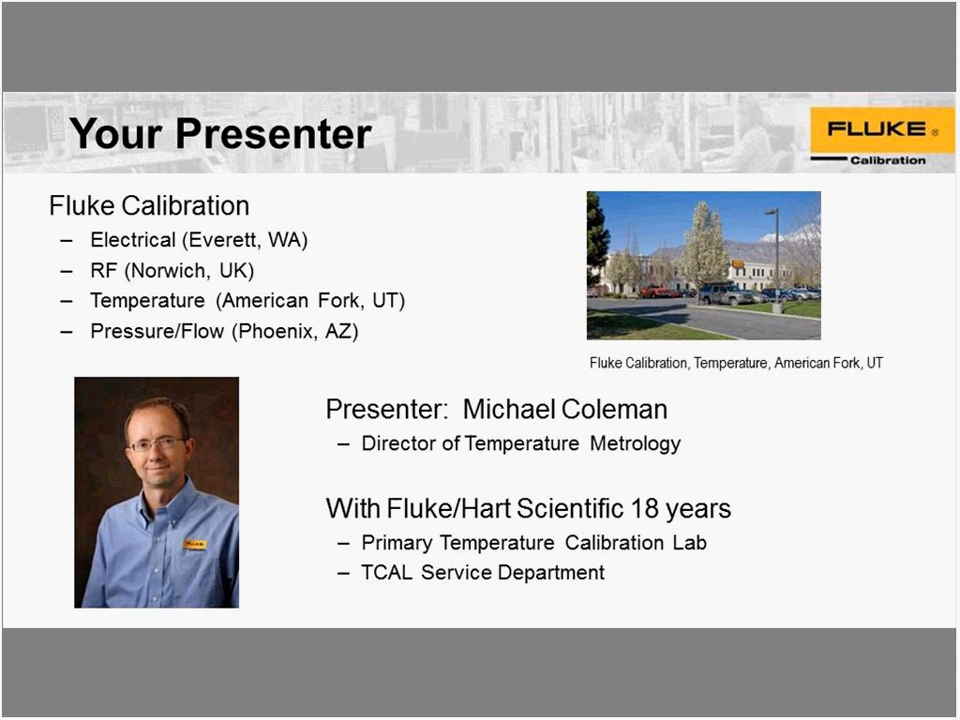 Your Presenter
FLUKE ®
Calibration
Fluke Calibration
– Electrical (Everett, WA)
– RF (Norwich, UK)
– Temperature (American Fork, UT)
– Pressure/Flow (Phoenix, AZ)
Fluke Calibration, Temperature, American Fork, UT
Presenter: Michael Coleman
– Director of Temperature Metrology
With Fluke/Hart Scientific 18 years
– Primary Temperature Calibration Lab
– TCAL Service Department
FLUKE